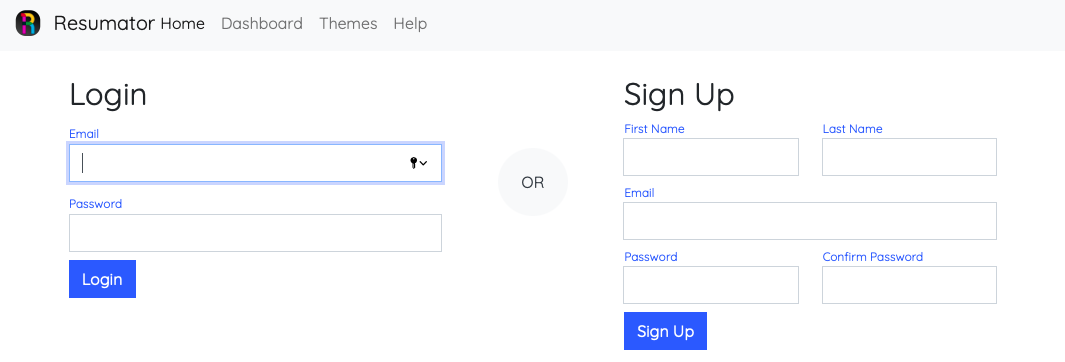 Resumator Home Dashboard Themes Help
Login
Email
Password
Login
OR
Sign Up
First Name Last Name
Email
Password Confirm Password
Sign Up